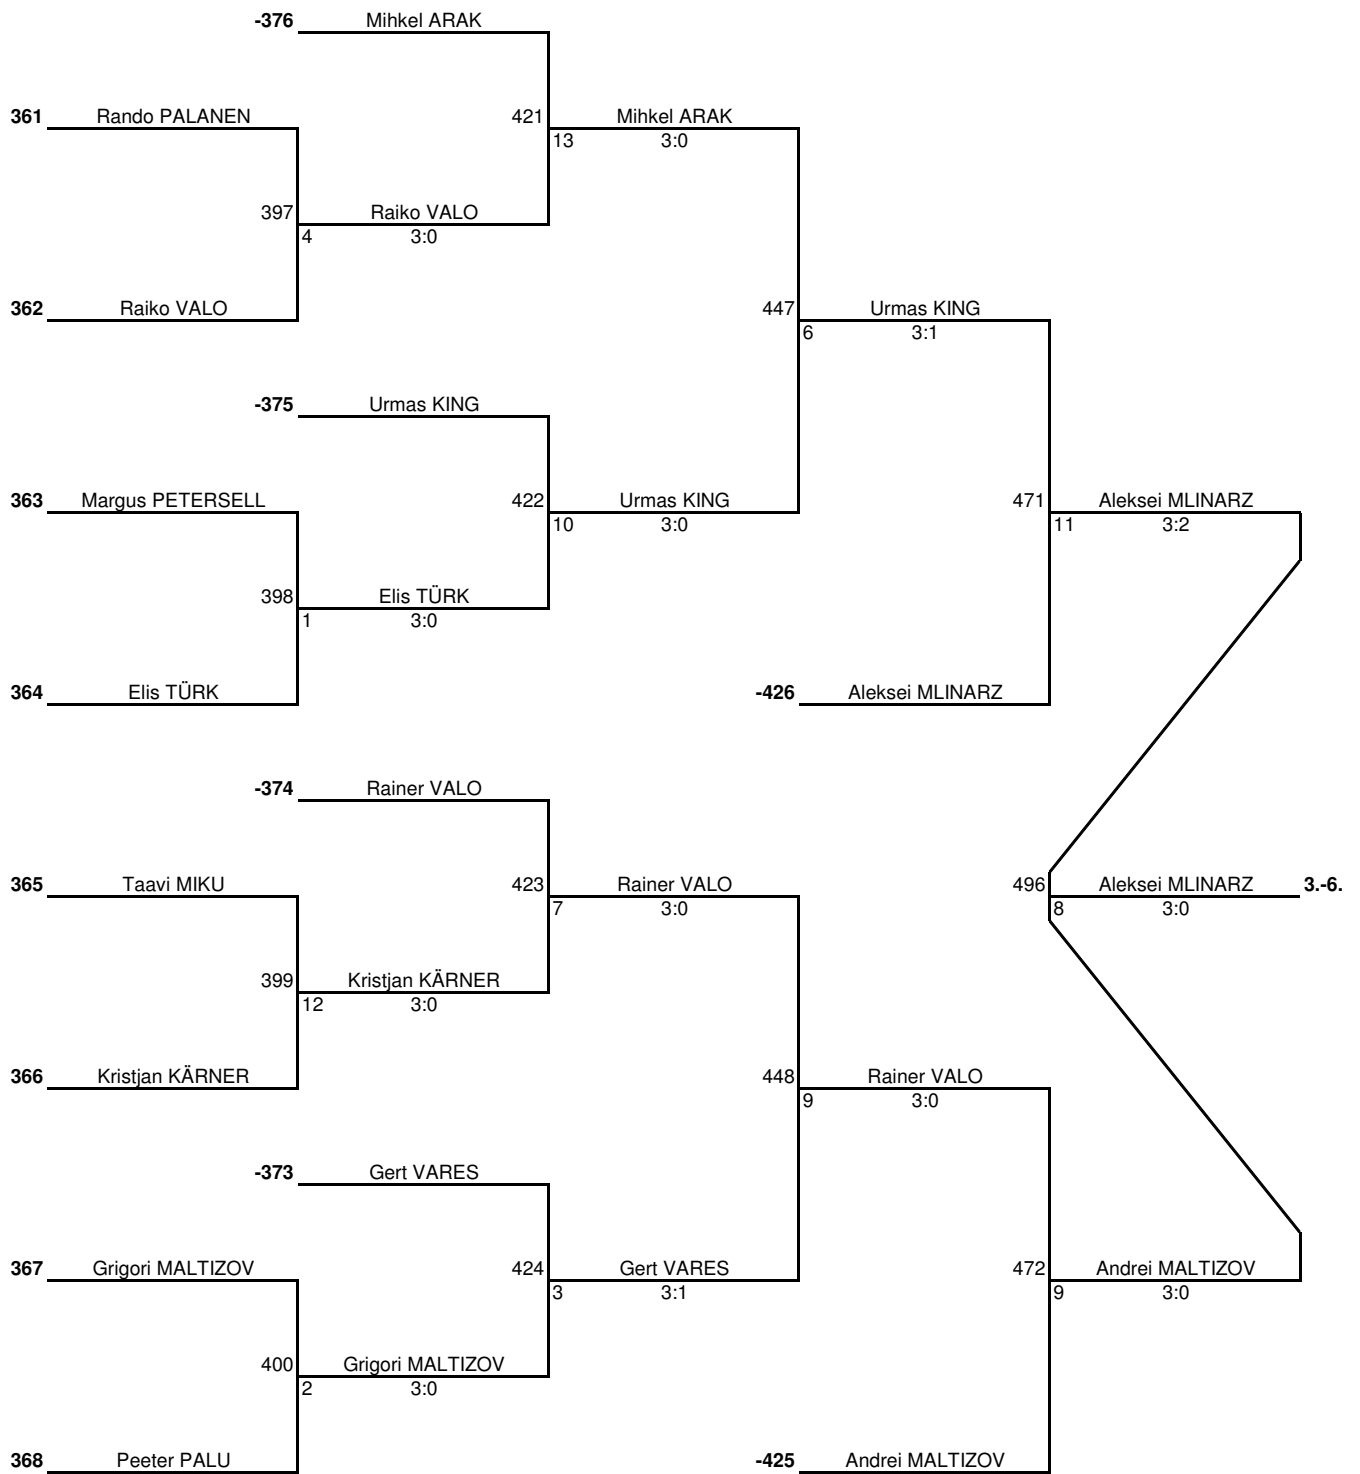 -376 Mihkel ARAK
361 Rando PALANEN 421 Mihkel ARAK
13 3:0
397 Raiko VALO
4 3:0
362 Raiko VALO 447 Urmas KING
6 3:1
-375 Urmas KING
363 Margus PETERSELL 422 Urmas KING 471 Aleksei MLINARZ
10 3:0 11 3:2
398 Elis TÜRK
1 3:0
364 Elis TÜRK -426 Aleksei MLINARZ
-374 Rainer VALO
365 Taavi MIKU 423 Rainer VALO 496 Aleksei MLINARZ 3.-6.
7 3:0 8 3:0
399 Kristjan KÄRNER
12 3:0
366 Kristjan KÄRNER 448 Rainer VALO
9 3:0
-373 Gert VARES
367 Grigori MALTIZOV 424 Gert VARES 472 Andrei MALTIZOV
3 3:1 9 3:0
400 Grigori MALTIZOV
2 3:0
368 Peeter PALU -425 Andrei MALTIZOV